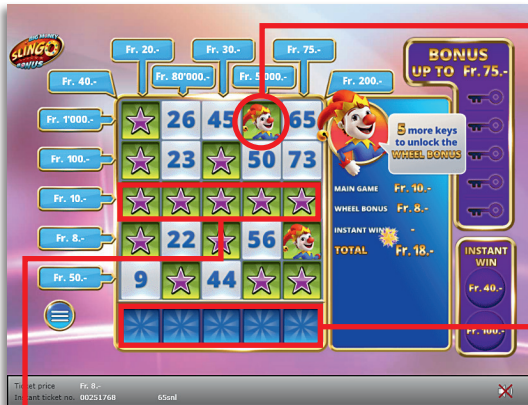 BIG MONEY
SLINGO
BONUS
Fr. 20.- Fr. 30.- Fr. 75.-
Fr. 40.- Fr. 80'000.- Fr. 5'000.- Fr. 200.-
BONUS
UP TO Fr. 75.-
Fr. 1'000.-
26 45 65
Fr. 100.-
23 50 73
5 more keys
to unlock the
WHEEL BONUS
Fr. 10.-
MAIN GAME Fr. 10.-
WHEEL BONUS Fr. 8.-
INSTANT WIN -
TOTAL Fr. 18.-
Fr. 8.-
22 56
Fr. 50.-
9 44
INSTANT
WIN
Fr. 40.-
Fr. 100.-
Ticket price Fr. 8.-
Instant ticket no. 00251768 65snl